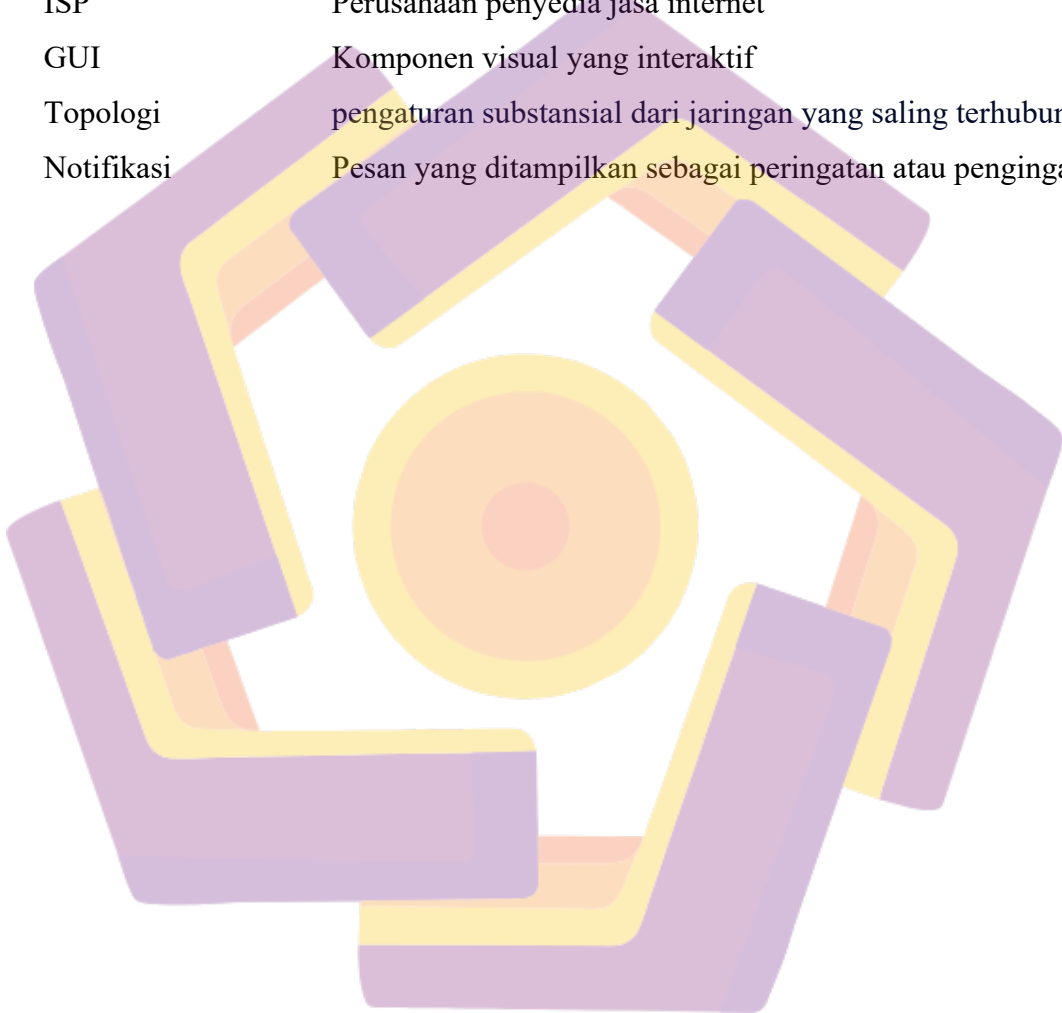 ISP Perusahaan penyedia jasa internet
GUI Komponen visual yang interaktif
Topologi pengaturan substansial dari jaringan yang saling
Notifikasi Pesan yang ditampilkan sebagai peringatan atau